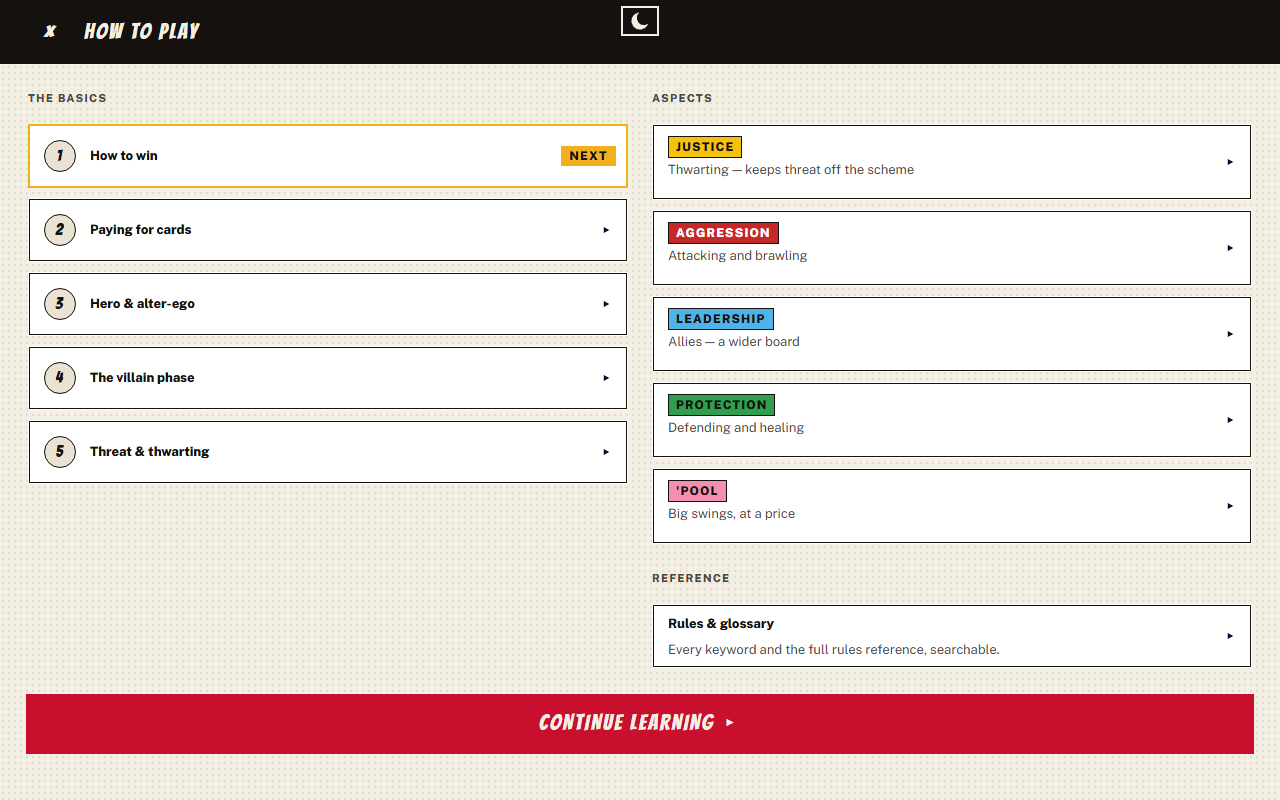 X HOW TO PLAY
THE BASICS
1 How to win NEXT
2 Paying for cards
3 Hero & alter-ego
4 The villain phase
5 Threat & thwarting
ASPECTS
JUSTICE
Thwarting — keeps threat off the scheme
AGGRESSION
Attacking and brawling
LEADERSHIP
Allies — a wider board
PROTECTION
Defending and healing
'POOL
Big swings, at a price
REFERENCE
Rules & glossary
Every keyword and the full rules reference, searchable.
CONTINUE LEARNING